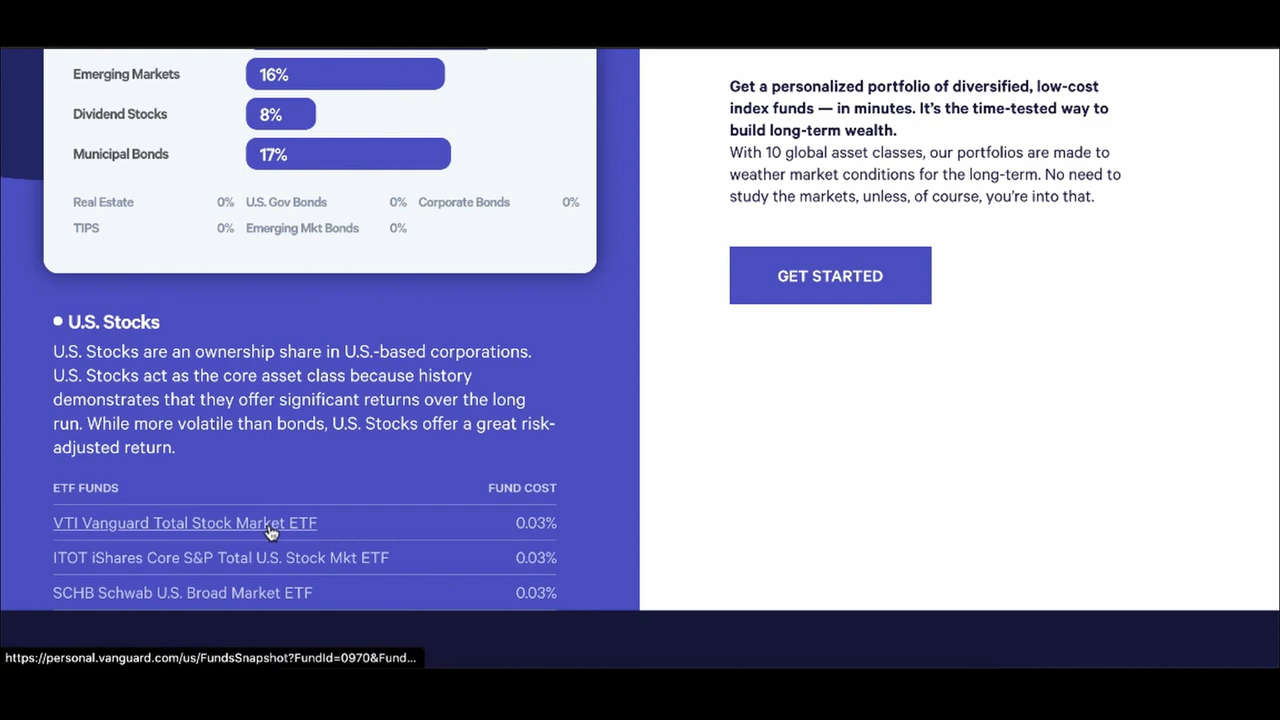 Emerging Markets 16%
Dividend Stocks 8%
Municipal Bonds 17%
Real Estate 0% U.S. Gov Bonds 0% Corporate Bonds 0%
TIPS 0% Emerging Mkt Bonds 0%
U.S. Stocks
U.S. Stocks are an ownership share in U.S.-based corporations.
U.S. Stocks act as the core asset class because history
demonstrates that they offer significant returns over the long
run. While more volatile than bonds, U.S. Stocks offer a great risk-
adjusted return.
ETF FUNDS FUND COST
VTI Vanguard Total Stock Market ETF 0.03%
ITOT iShares Core S&P Total U.S. Stock Mkt ETF 0.03%
SCHB Schwab U.S. Broad Market ETF 0.03%
Get a personalized portfolio of diversified, low-cost
index funds — in minutes. It's the time-tested way to
build long-term wealth.
With 10 global asset classes, our portfolios are made to
weather market conditions for the long-term. No need to
study the markets, unless, of course, you're into that.
GET STARTED
https://personal.vanguard.com/us/FundsSnapshot?FundId=0970&Fund...